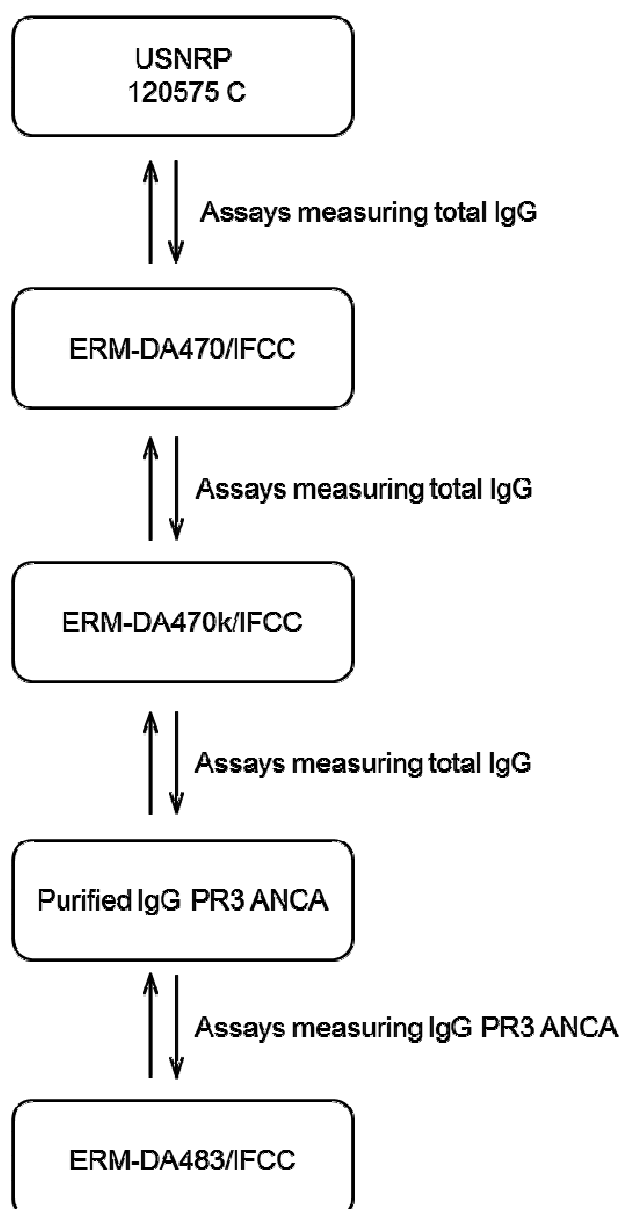 USNRP
120575 C
Assays measuring total IgG
ERM-DA470/IFCC
Assays measuring total IgG
ERM-DA470k/IFCC
Assays measuring total IgG
Purified IgG PR3 ANCA
Assays measuring IgG PR3 ANCA
ERM-DA483/IFCC